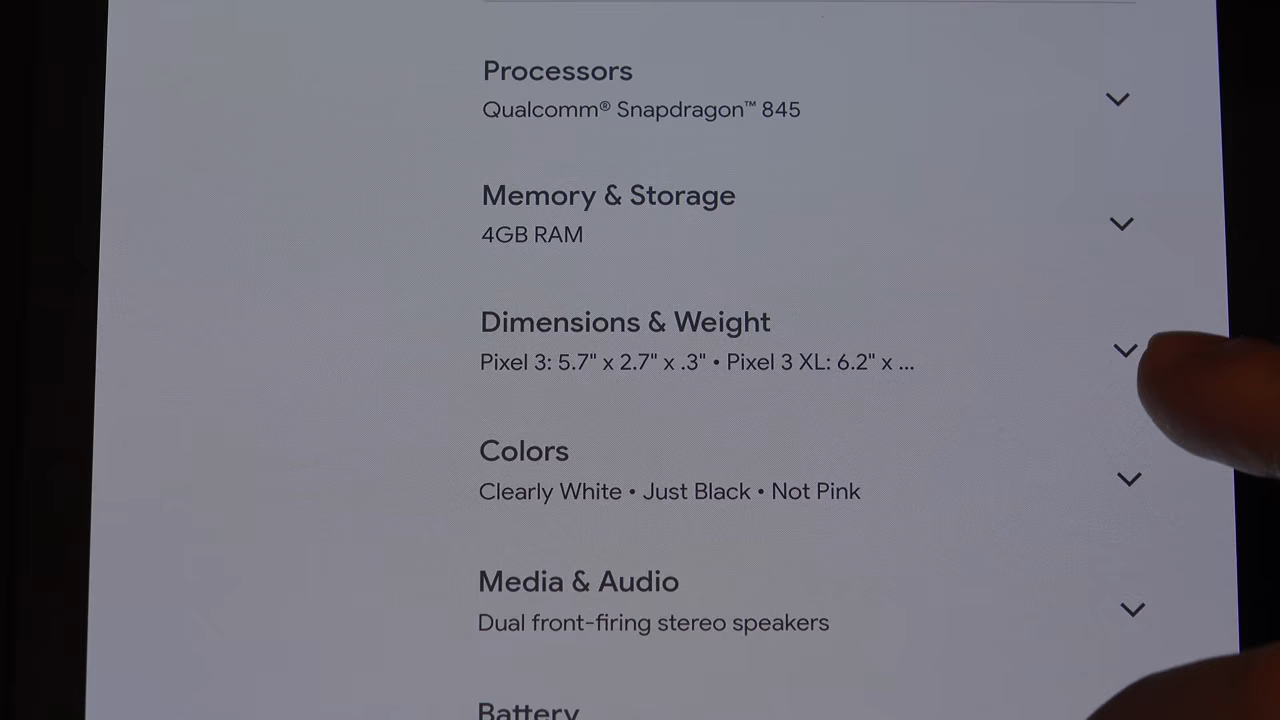 Processors
Qualcomm® Snapdragon™ 845
Memory & Storage
4GB RAM
Dimensions & Weight
Pixel 3: 5.7" x 2.7" x .3" • Pixel 3 XL: 6.2" x ...
Colors
Clearly White • Just Black • Not Pink
Media & Audio
Dual front-firing stereo speakers
Battery